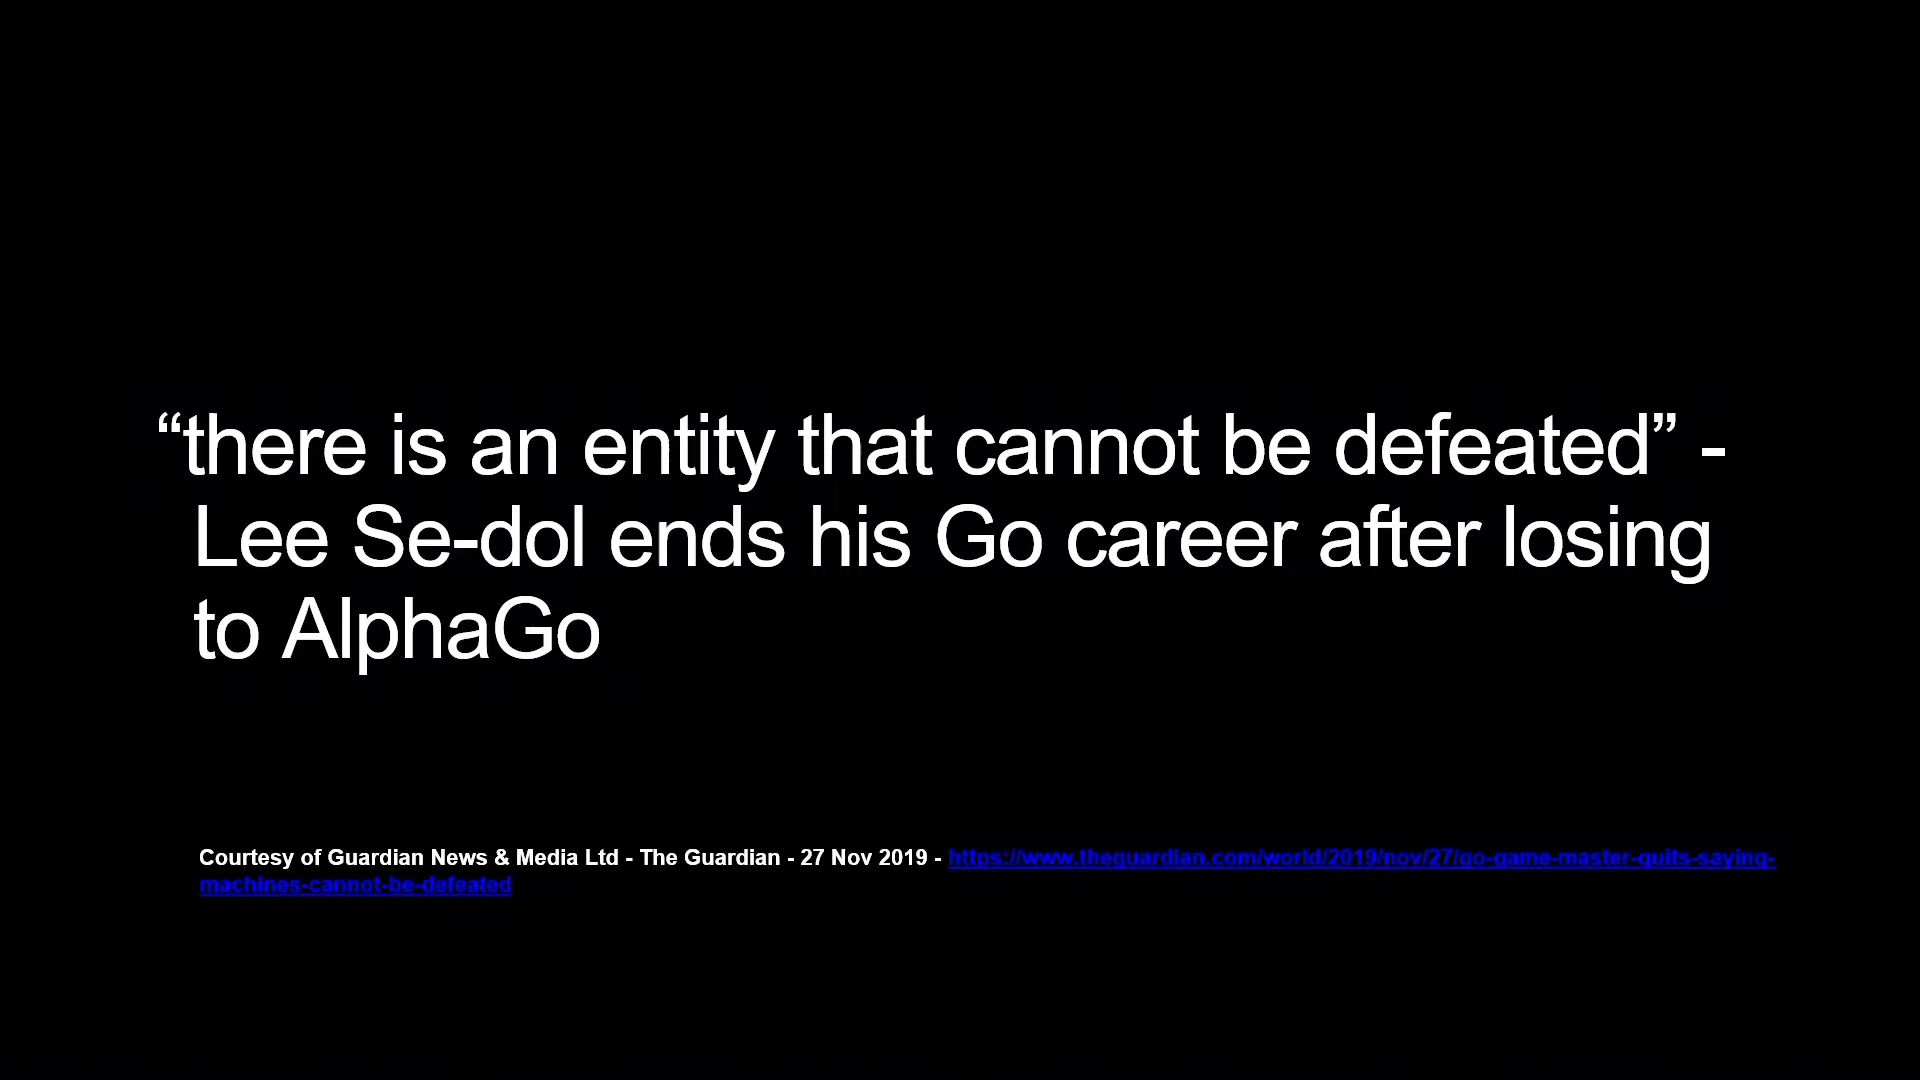 “there is an entity that cannot be defeated” -
Lee Se-dol ends his Go career after losing
to AlphaGo
Courtesy of Guardian News & Media Ltd - The Guardian - 27 Nov 2019 - https://www.theguardian.com/world/2019/nov/27/go-game-master-quits-saying-
machines-cannot-be-defeated